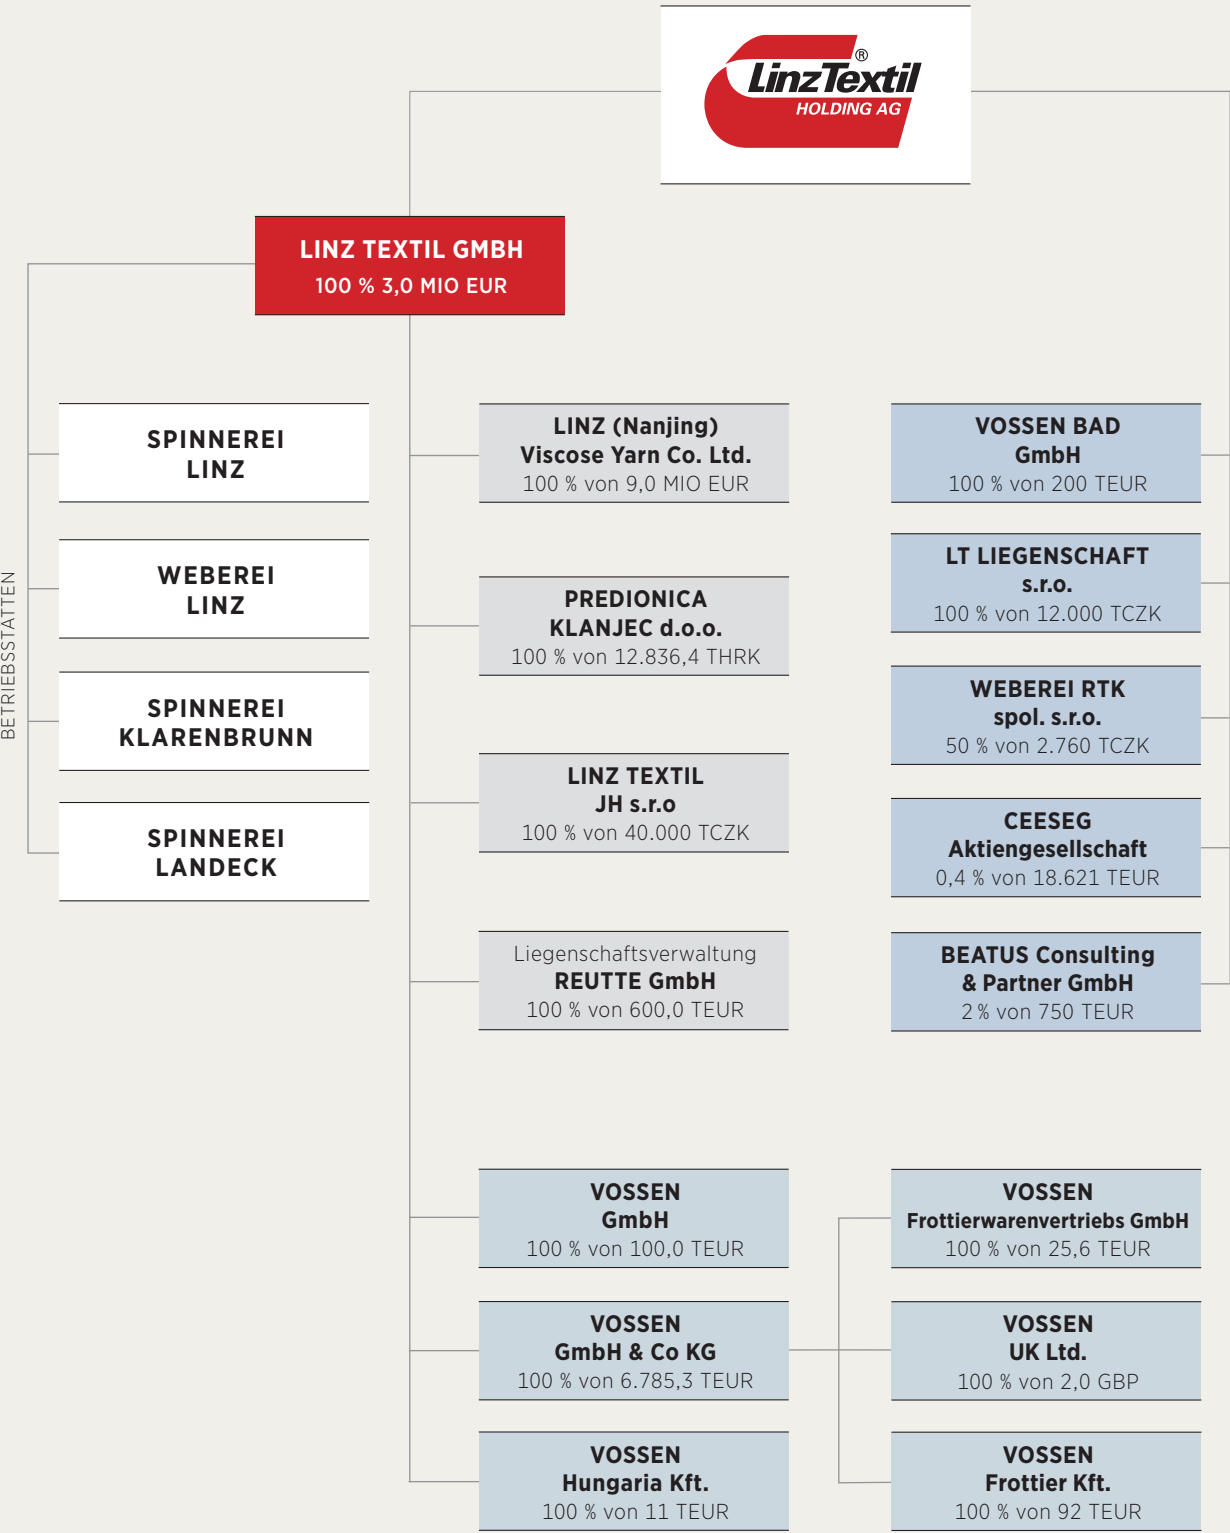 LinzTextil®
HOLDING AG
LINZ TEXTIL GMBH
100 % 3,0 MIO EUR
BETRIEBSSTÄTTEN
SPINNEREI
LINZ
WEBEREI
LINZ
SPINNEREI
KLARENBRUNN
SPINNEREI
LANDECK
LINZ (Nanjing)
Viscose Yarn Co. Ltd.
100 % von 9,0 MIO EUR
PREDIONICA
KLANJEC d.o.o.
100 % von 12.836,4 THRK
LINZ TEXTIL
JH s.r.o
100 % von 40.000 TCZK
Liegenschaftsverwaltung
REUTTE GmbH
100 % von 600,0 TEUR
VOSSEN BAD
GmbH
100 % von 200 TEUR
LT LIEGENSCHAFT
s.r.o.
100 % von 12.000 TCZK
WEBEREI RTK
spol. s.r.o.
50 % von 2.760 TCZK
CEESEG
Aktiengesellschaft
0,4 % von 18.621 TEUR
BEATUS Consulting
& Partner GmbH
2 % von 750 TEUR
VOSSEN
GmbH
100 % von 100,0 TEUR
VOSSEN
GmbH & Co KG
100 % von 6.785,3 TEUR
VOSSEN
Hungaria Kft.
100 % von 11 TEUR
VOSSEN
Frottierwarenvertriebs GmbH
100 % von 25,6 TEUR
VOSSEN
UK Ltd.
100 % von 2,0 GBP
VOSSEN
Frottier Kft.
100 % von 92 TEUR